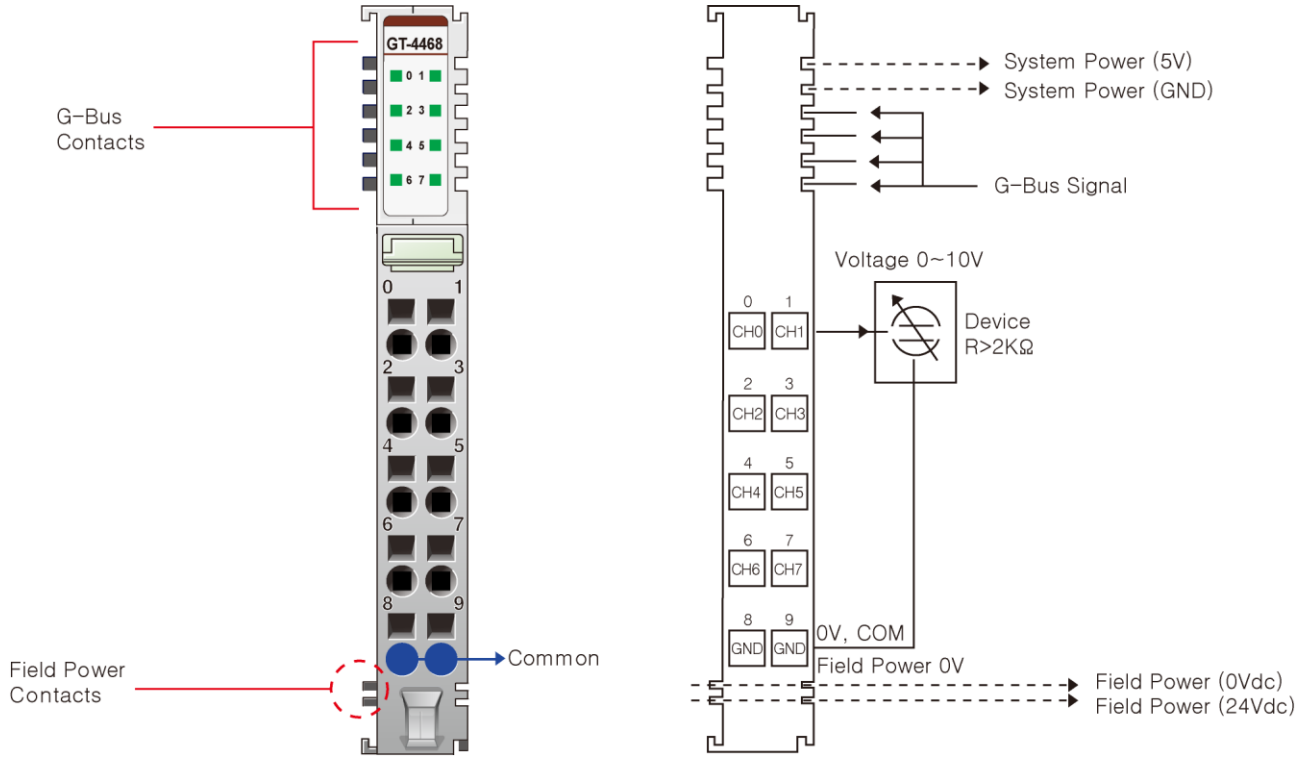 GT-4468
0 1
2 3
4 5
6 7
G-Bus
Contacts
0 1
2 3
4 5
6 7
8 9
Common
Field Power
Contacts
System Power (5V)
System Power (GND)
G-Bus Signal
Voltage 0~10V
Device
R>2KΩ
0 1
CH0 CH1
2 3
CH2 CH3
4 5
CH4 CH5
6 7
CH6 CH7
8 9
GND GND
0V, COM
Field Power 0V
Field Power (0Vdc)
Field Power (24Vdc)